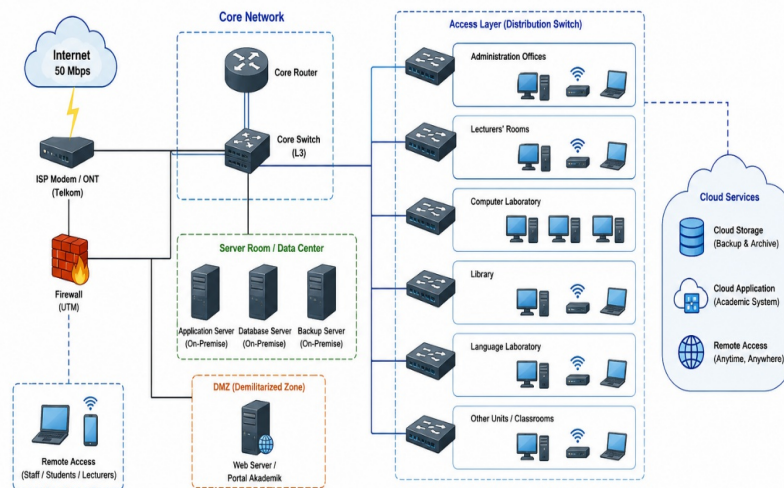 Internet
50 Mbps
ISP Modem / ONT
(Telkom)
Firewall
(UTM)
Remote Access
(Staff / Students / Lecturers)
Core Network
Core Router
Core Switch
(L3)
Server Room / Data Center
Application Server
(On-Premise)
Database Server
(On-Premise)
Backup Server
(On-Premise)
DMZ (Demilitarized Zone)
Web Server /
Portal Akademik
Access Layer (Distribution Switch)
Administration Offices
Lecturers' Rooms
Computer Laboratory
Library
Language Laboratory
Other Units / Classrooms
Cloud Services
Cloud Storage
(Backup & Archive)
Cloud Application
(Academic System)
Remote Access
(Anytime, Anywhere)